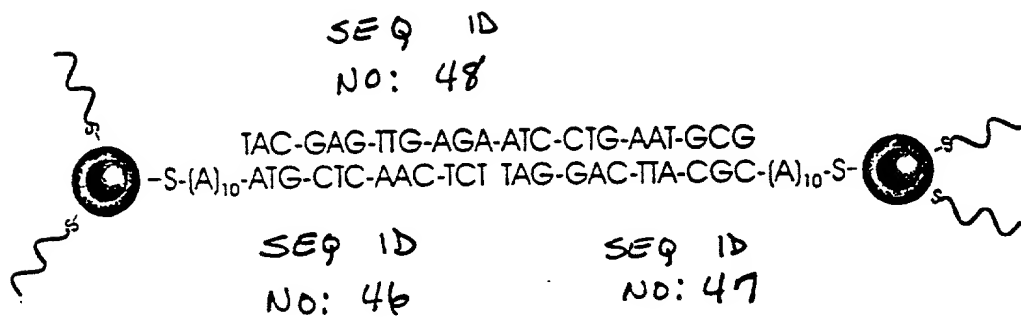 SEQ ID
NO: 48
S
S
TAC-GAG-TTG-AGA-ATC-CTG-AAT-GCG
-S-(A)10-ATG-CTC-AAC-TCT TAG-GAC-TTA-CGC-(A)10-S-
S
S
SEQ ID
NO: 46
SEQ ID
NO: 47